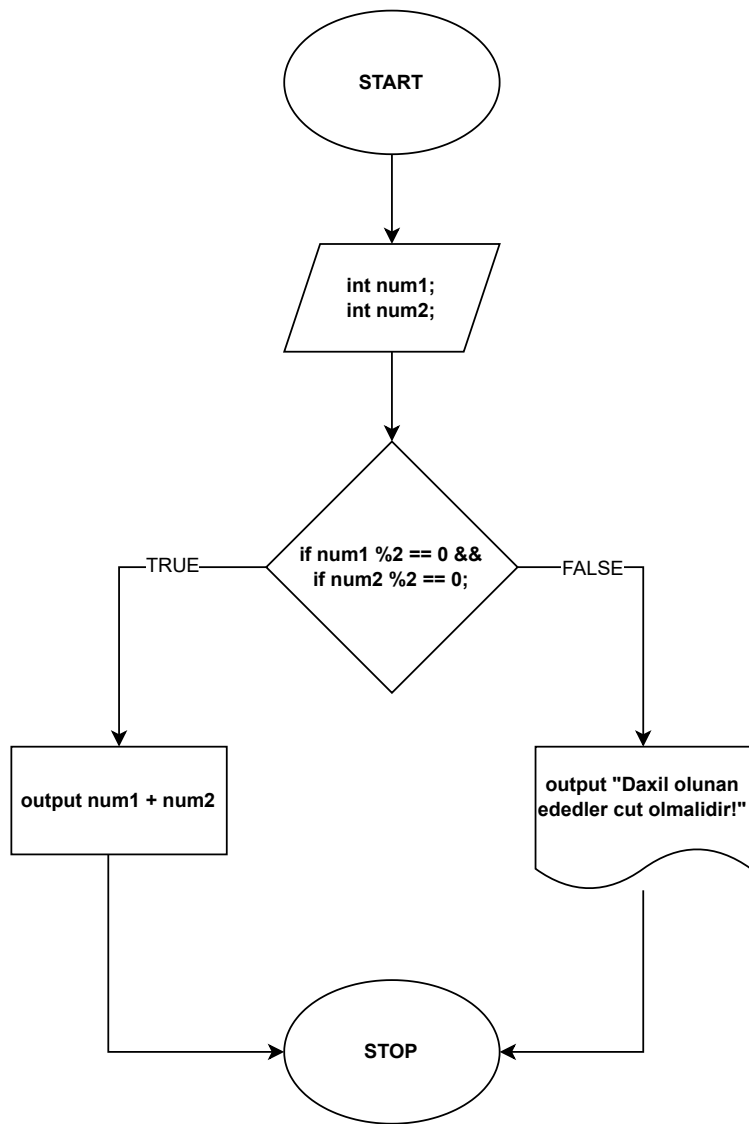 START
int num1;
int num2;
if num1 %2 == 0 &&
if num2 %2 == 0;
TRUE
FALSE
output num1 + num2
output "Daxil olunan
ededler cut olmalidir!"
STOP